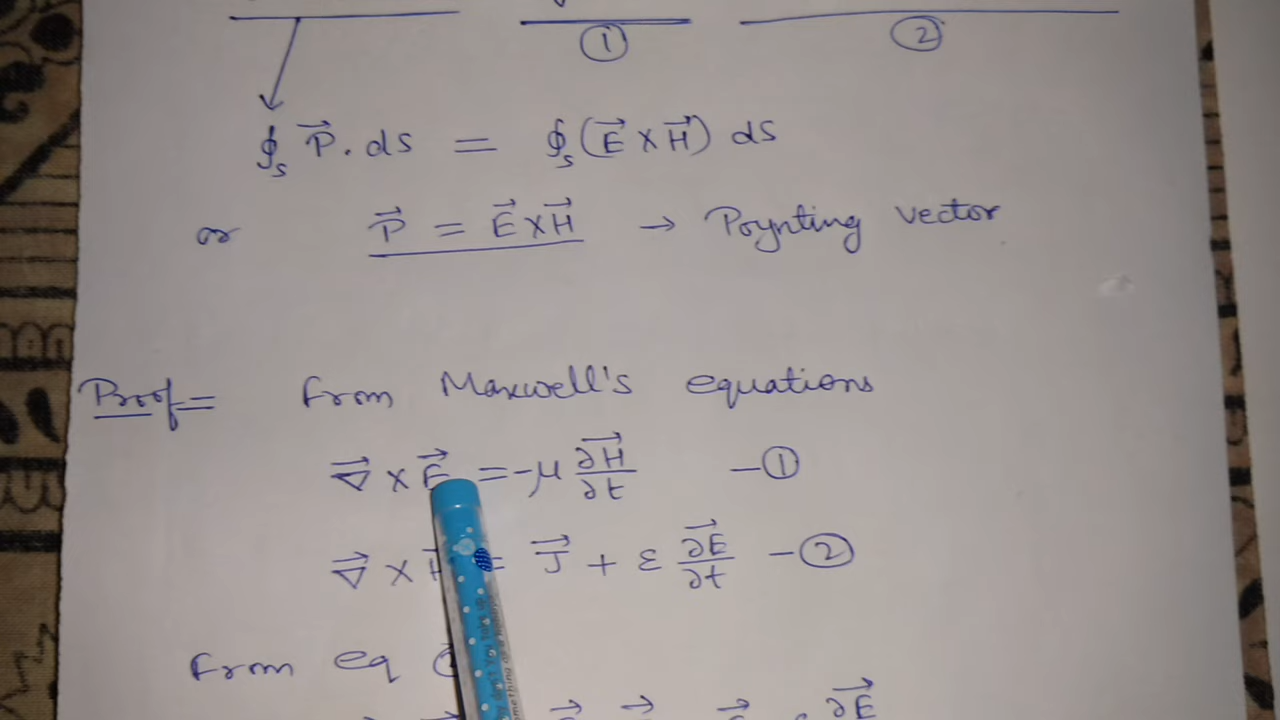 ① ②
∮s P⃗ . ds = ∮s (E⃗ × H⃗) ds
or P⃗ = E⃗ × H⃗ → Poynting vector
Proof = From Maxwell's equations
∇⃗ × E⃗ = -μ ∂H⃗/∂t - ①
∇⃗ × = J⃗ + ε ∂E⃗/∂t - ②
From eq
∂E⃗